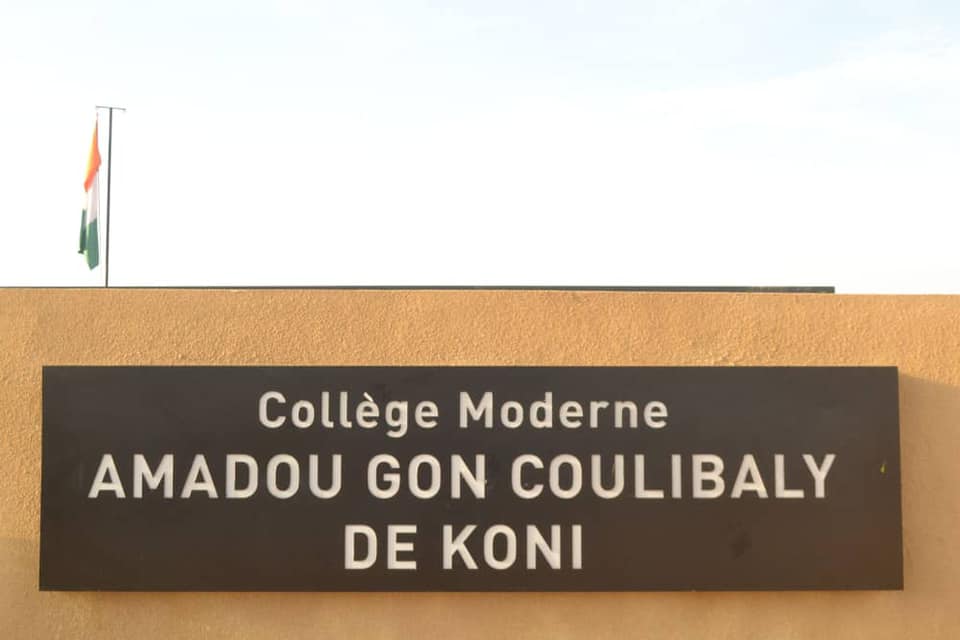 Collège Moderne
AMADOU GON COULIBALY
DE KONI